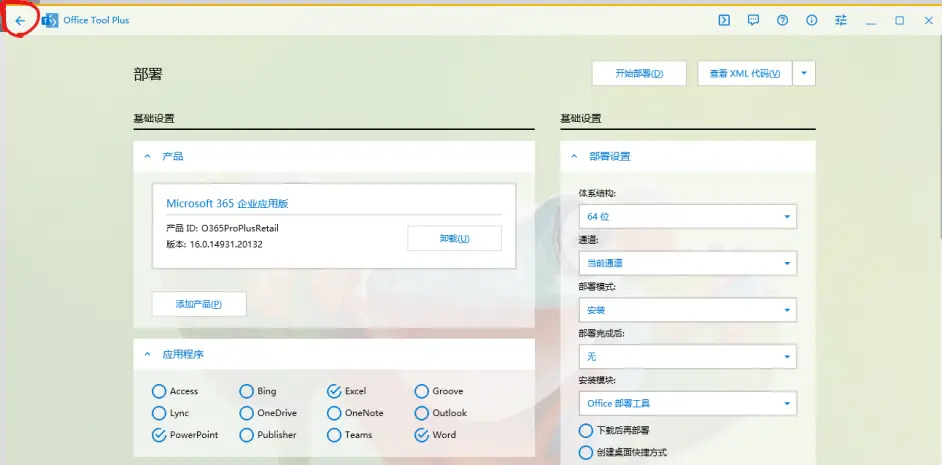 Office Tool Plus
部署
开始部署(D)
查看 XML 代码(V)
基础设置
产品
Microsoft 365 企业应用版
产品 ID: O365ProPlusRetail
版本: 16.0.14931.20132
卸载(U)
添加产品(P)
应用程序
Access
Bing
Excel
Groove
Lync
OneDrive
OneNote
Outlook
PowerPoint
Publisher
Teams
Word
基础设置
部署设置
体系结构:
64 位
通道:
当前通道
部署模式:
安装
部署完成后:
无
安装模块:
Office 部署工具
下载后再部署
创建桌面快捷方式